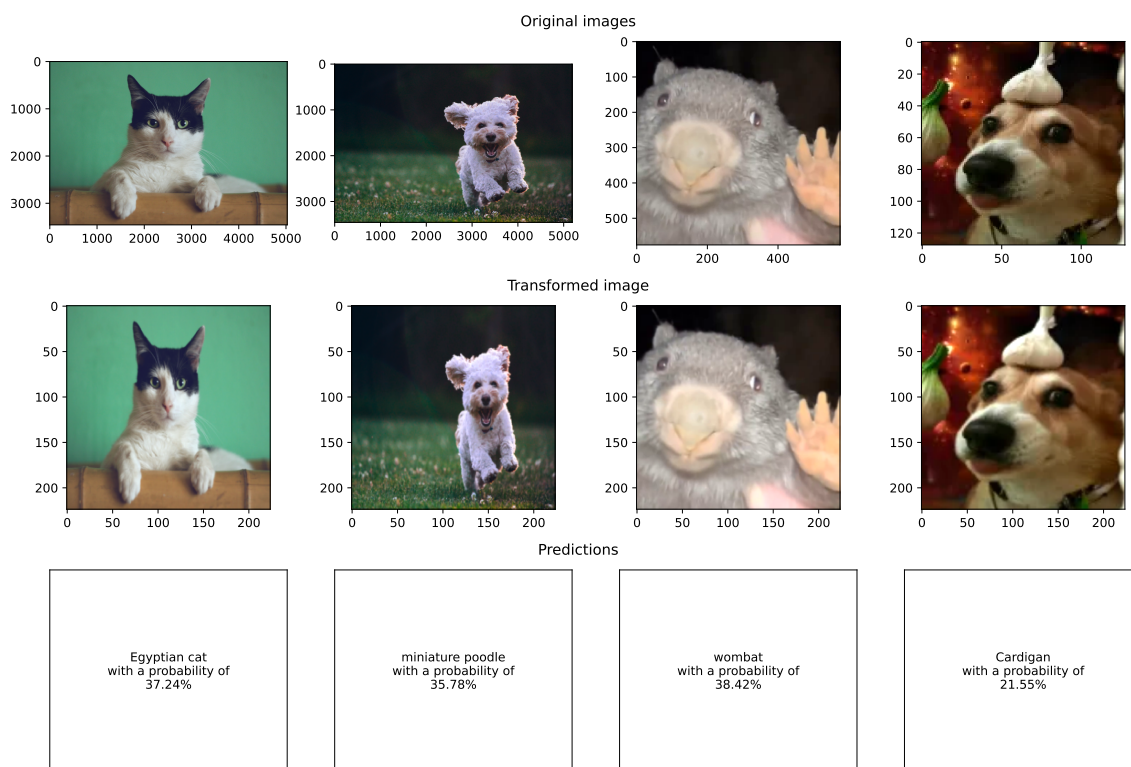 Original images
0
1000
2000
3000
0 1000 2000 3000 4000 5000
0
1000
2000
3000
0 1000 2000 3000 4000 5000
0
100
200
300
400
500
0 200 400
0
20
40
60
80
100
120
0 50 100
Transformed image
0
50
100
150
200
0 50 100 150 200
0
50
100
150
200
0 50 100 150 200
0
50
100
150
200
0 50 100 150 200
0
50
100
150
200
0 50 100 150 200
Predictions
Egyptian cat
with a probability of
37.24%
miniature poodle
with a probability of
35.78%
wombat
with a probability of
38.42%
Cardigan
with a probability of
21.55%